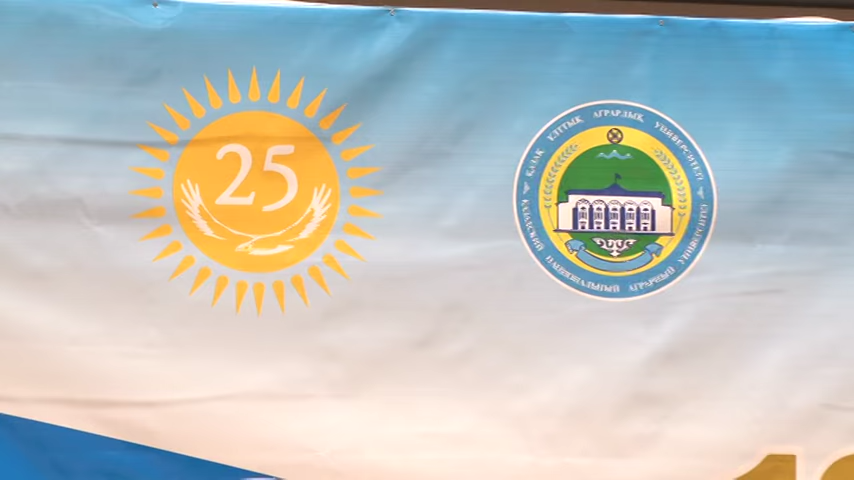 25
ҚАЗАҚ ҰЛТТЫҚ АГРАРЛЫҚ УНИВЕРСИТЕТІ
КАЗАХСКИЙ НАЦИОНАЛЬНЫЙ АГРАРНЫЙ УНИВЕРСИТЕТ